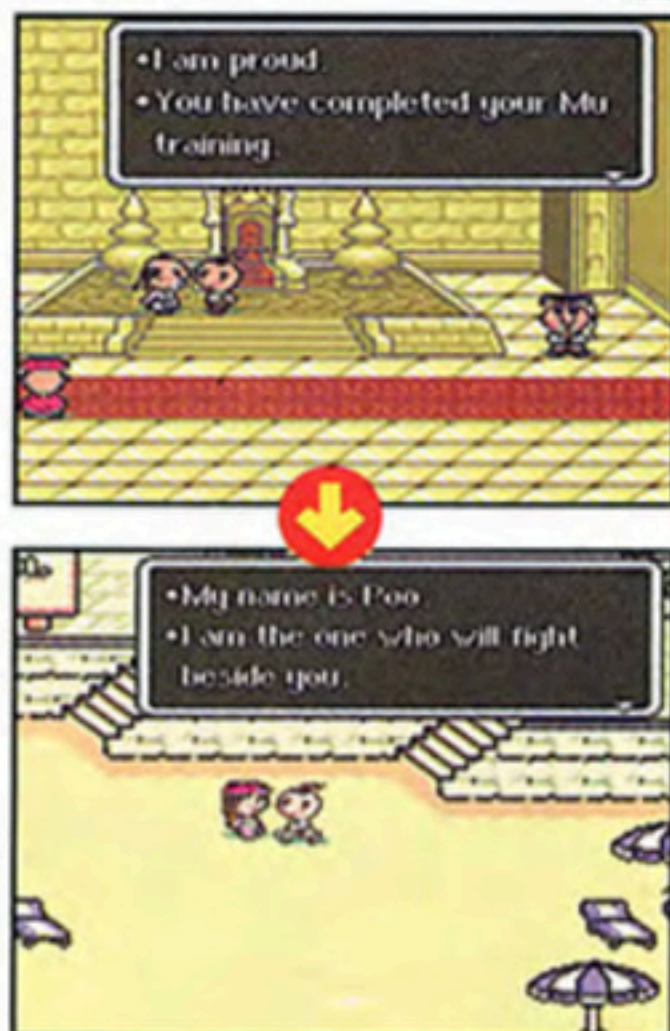 •I am proud.
•You have completed your Mu
training.
•My name is Poo.
•I am the one who will fight
beside you.